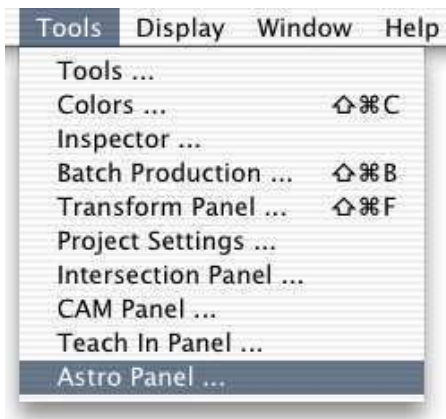 Tools Display Window Help
Tools ...
Colors ... ⇧⌘C
Inspector ...
Batch Production ... ⇧⌘B
Transform Panel ... ⇧⌘F
Project Settings ...
Intersection Panel ...
CAM Panel ...
Teach In Panel ...
Astro Panel ...